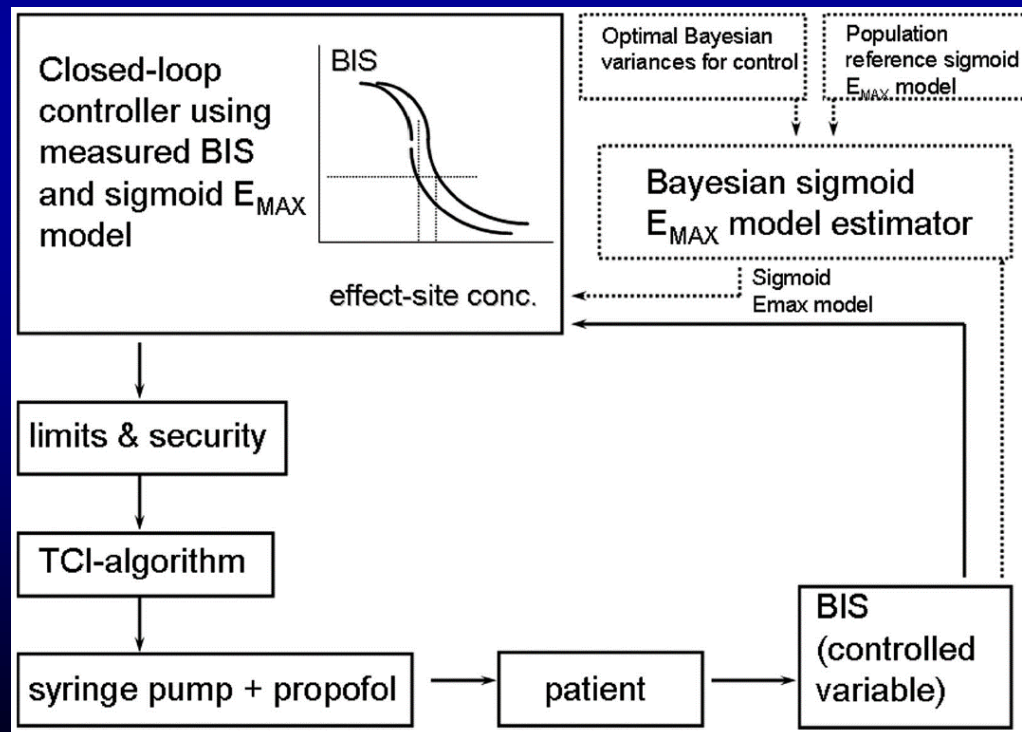 Closed-loop
controller using
measured BIS
and sigmoid EMAX
model
BIS
effect-site conc.
Optimal Bayesian
variances for control
Population
reference sigmoid
EMAX model
Bayesian sigmoid
EMAX model estimator
Sigmoid
Emax model
limits & security
TCI-algorithm
syringe pump + propofol
patient
BIS
(controlled
variable)